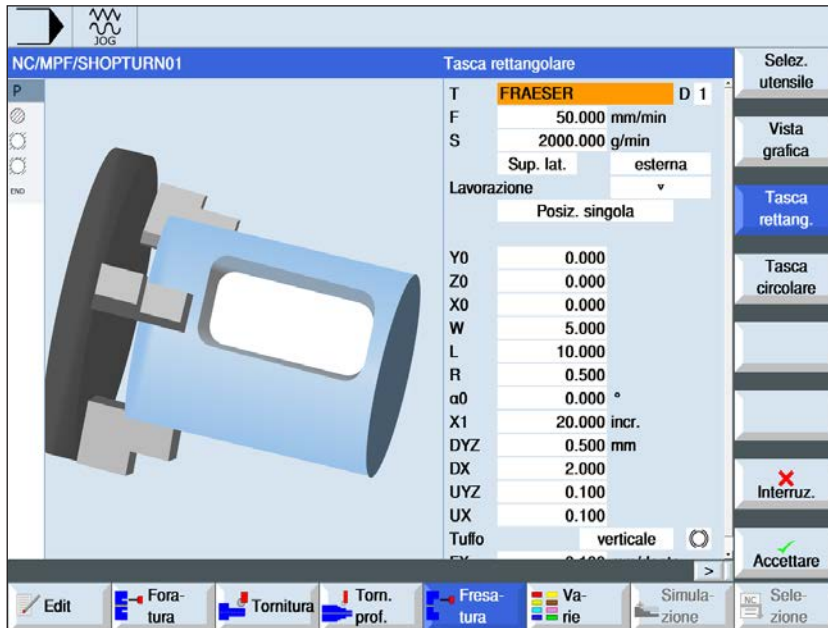 JOG
NC/MPF/SHOPTURN01
Tasca rettangolare
P
END
T FRAESER D 1
F 50.000 mm/min
S 2000.000 g/min
Sup. lat. esterna
Lavorazione ▿
Posiz. singola
Y0 0.000
Z0 0.000
X0 0.000
W 5.000
L 10.000
R 0.500
α0 0.000 °
X1 20.000 incr.
DYZ 0.500 mm
DX 2.000
UYZ 0.100
UX 0.100
Tuffo verticale
>
Selez.
utensile
Vista
grafica
Tasca
rettang.
Tasca
circolare
Interruz.
Accettare
Edit
Fora-
tura
Tornitura
Torn.
prof.
Fresa-
tura
Va-
rie
Simula-
zione
NC
Sele-
zione